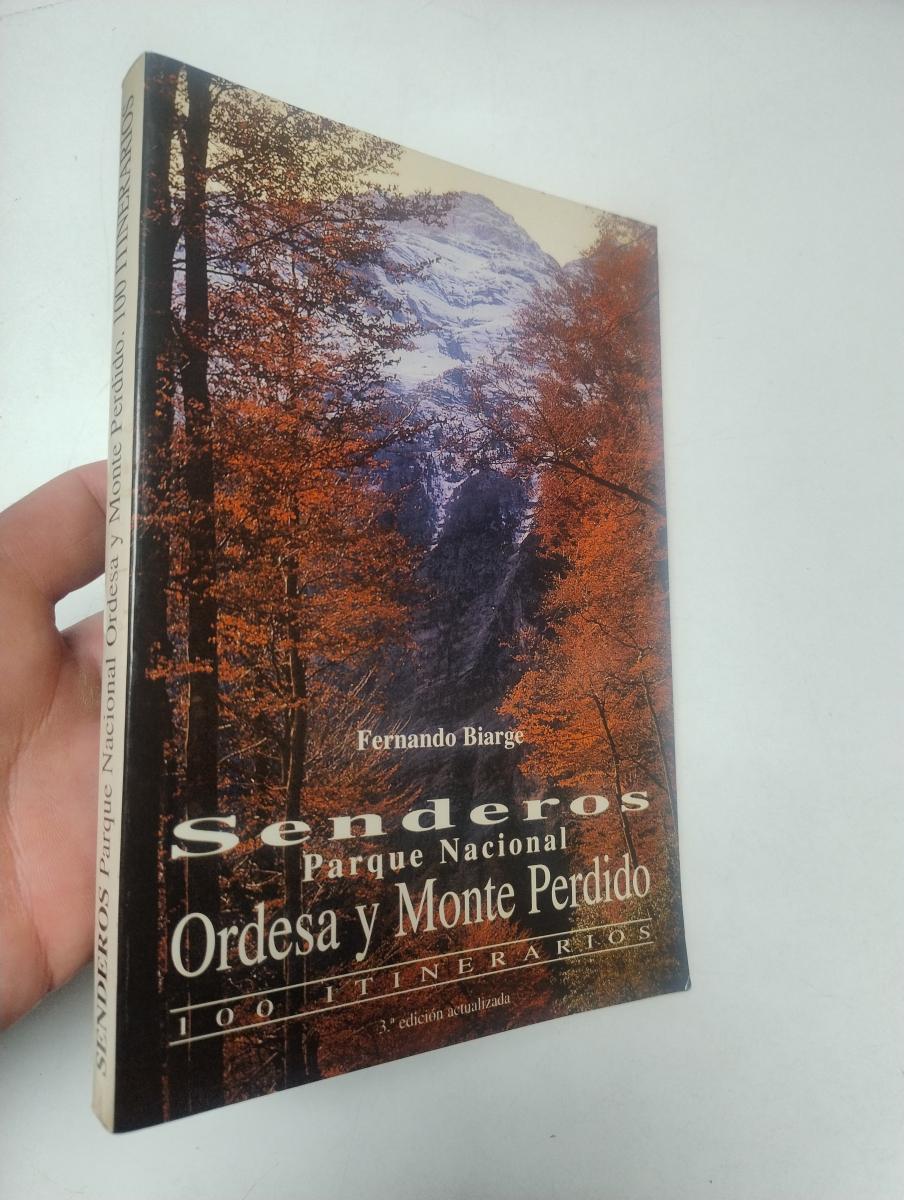 SENDEROS Parque Nacional Ordesa y Monte Perdido. 100 ITINERARIOS
Fernando Biarge
Senderos
Parque Nacional
Ordesa y Monte Perdido
100 ITINERARIOS
3.ª edición actualizada